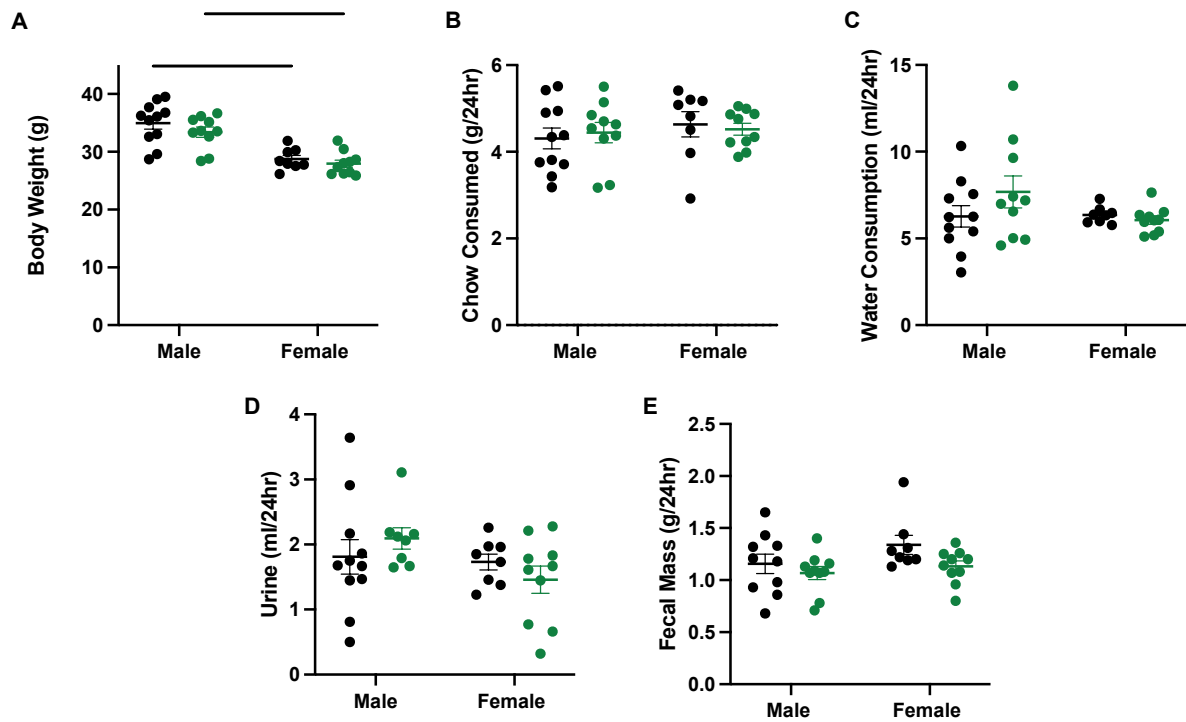 A
Body Weight (g)
40
30
20
10
0
Male Female
B
Chow Consumed (g/24hr)
6
4
2
0
Male Female
C
Water Consumption (ml/24hr)
15
10
5
0
Male Female
D
Urine (ml/24hr)
4
3
2
1
0
Male Female
E
Fecal Mass (g/24hr)
2.5
2.0
1.5
1.0
0.5
0.0
Male Female